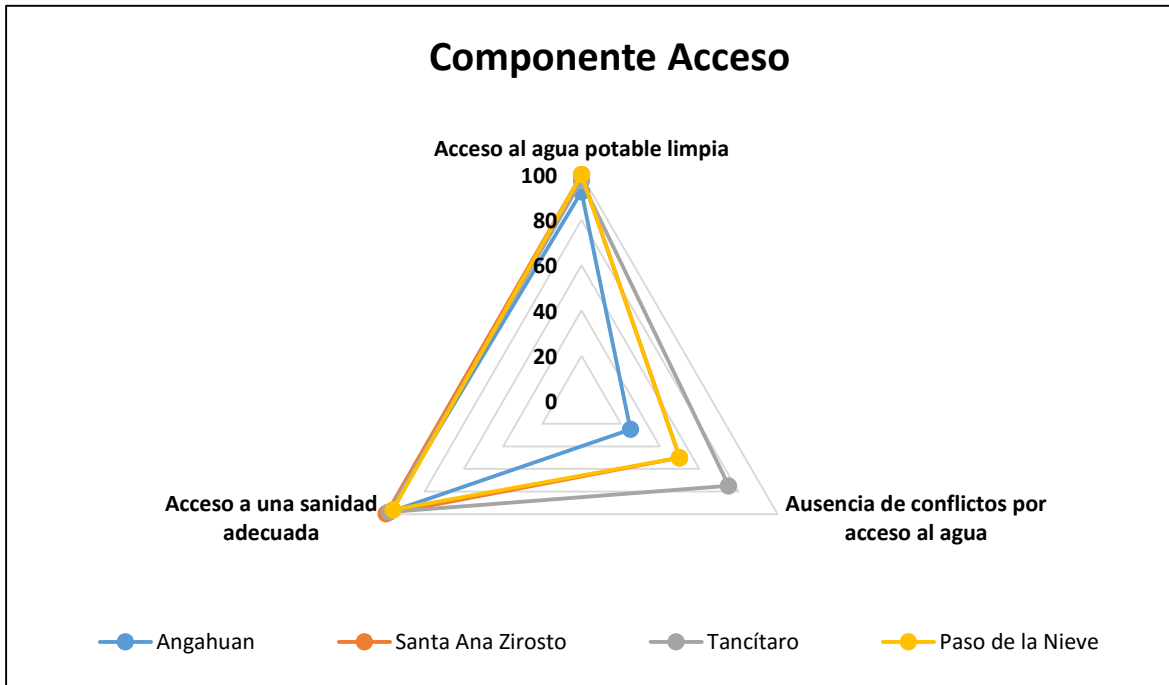 Componente Acceso
Acceso al agua potable limpia
100
80
60
40
20
0
Acceso a una sanidad
adecuada
Ausencia de conflictos por
acceso al agua
Angahuan
Santa Ana Zirosto
Tancítaro
Paso de la Nieve